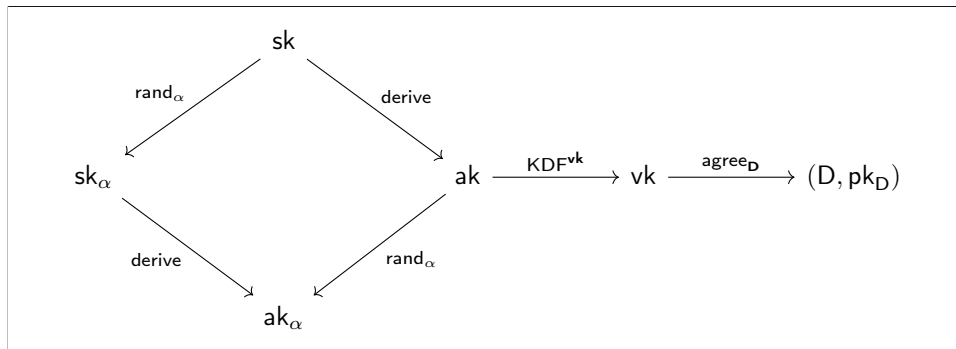 sk
rand_α derive
sk_α ak KDF^vk vk agree_D (D, pk_D)
derive rand_α
ak_α